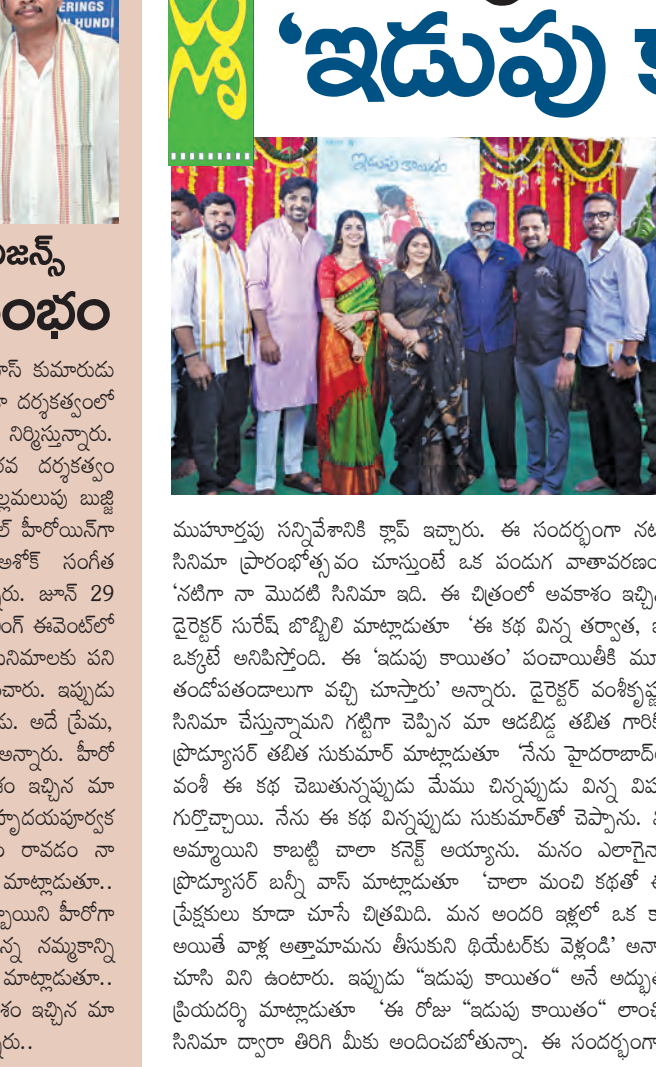 ERINGS
N HUNDI
జన్స్
ంభం
స్ కుమారుడు
దర్శకత్వంలో
నిర్మిస్తున్నారు.
రవ దర్శకత్వం
ల్లమలుపు బుజ్జి
ల్ హీరోయిన్‌గా
అశోక్ సంగీత
రు. జూన్ 29
ంగ్ ఈవెంట్‌లో
సినిమాలకు పని
చారు. ఇప్పుడు
డు. అదే ప్రేమ,
అన్నారు. హీరో
శం ఇచ్చిన మా
హృదయపూర్వక
రావడం నా
మాట్లాడుతూ..
బ్బాయిని హీరోగా
న్న నమ్మకాన్ని
మాట్లాడుతూ..
శం ఇచ్చిన మా
రు..
‘ఇడుపు
ఇడుపు కాయితం
ముహూర్తపు సన్నివేశానికి క్లాప్ ఇచ్చారు. ఈ సందర్భంగా నట
సినిమా ప్రారంభోత్సవం చూస్తుంటే ఒక పండుగ వాతావరణం
‘నటిగా నా మొదటి సినిమా ఇది. ఈ చిత్రంలో అవకాశం ఇచ్చి
డైరెక్టర్ సురేష్ బొబ్బిలి మాట్లాడుతూ ‘ఈ కథ విన్న తర్వాత,
ఒక్కటే అనిపిస్తోంది. ఈ ‘ఇడుపు కాయితం’ పంచాయితీకి మూ
తండోపతండాలుగా వచ్చి చూస్తారు’ అన్నారు. డైరెక్టర్ వంశీకృష్ణ
సినిమా చేస్తున్నామని గట్టిగా చెప్పిన మా ఆడబిడ్డ తబిత గారికి
ప్రొడ్యూసర్ తబిత సుకుమార్ మాట్లాడుతూ ‘నేను హైదరాబాద్‌
వంశీ ఈ కథ చెబుతున్నప్పుడు మేము చిన్నప్పుడు విన్న విష
గుర్తొచ్చాయి. నేను ఈ కథ విన్నప్పుడు సుకుమార్‌తో చెప్పాను.
అమ్మాయిని కాబట్టి చాలా కనెక్ట్ అయ్యాను. మనం ఎలాగైనా
ప్రొడ్యూసర్ బన్నీ వాస్ మాట్లాడుతూ ‘చాలా మంచి కథతో ఈ
ప్రేక్షకులు కూడా చూసే చిత్రమిది. మన అందరి ఇళ్లలో ఒక కా
అయితే వాళ్ల అత్తామామను తీసుకుని థియేటర్‌కు వెళ్లండి’ అనా
చూసి విని ఉంటారు. ఇప్పుడు “ఇడుపు కాయితం“ అనే అద్భుత
ప్రియదర్శి మాట్లాడుతూ ‘ఈ రోజు “ఇడుపు కాయితం“ లాంచి
సినిమా ద్వారా తిరిగి మీకు అందించబోతున్నా. ఈ సందర్భంగా